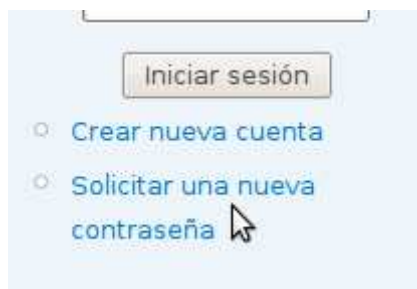 Iniciar sesión
Crear nueva cuenta
Solicitar una nueva
contraseña